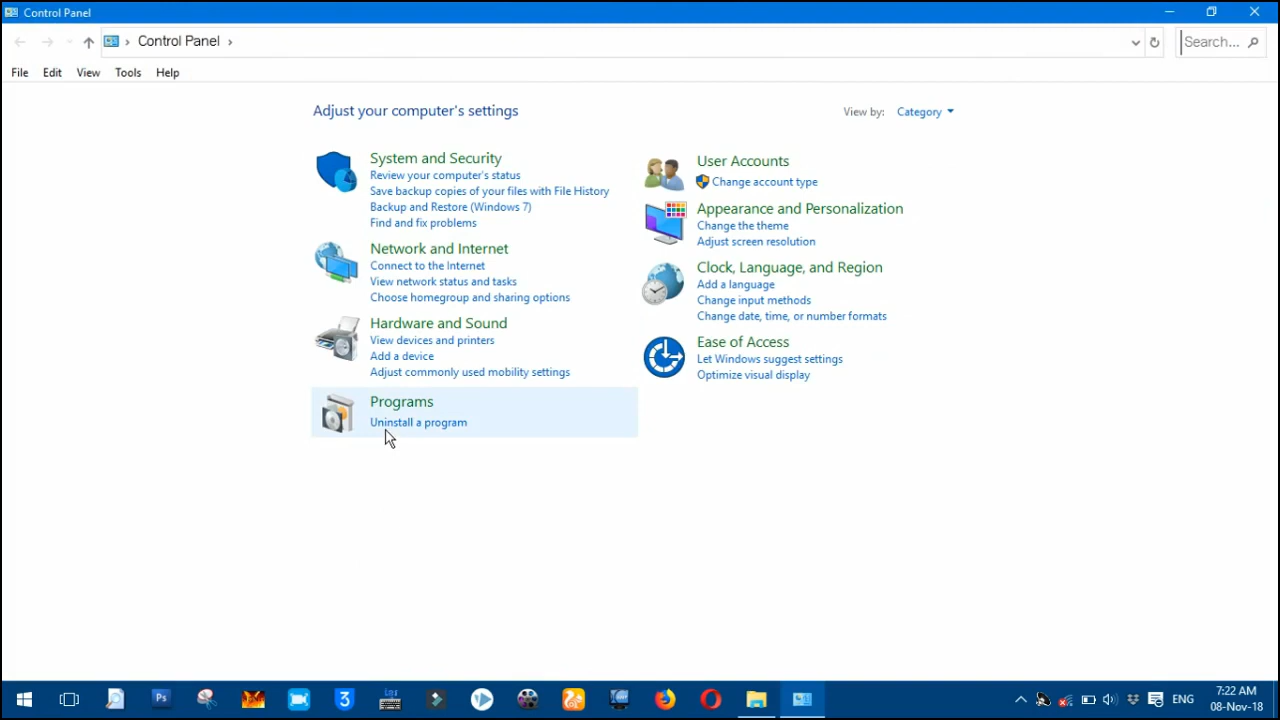 Control Panel
Control Panel
Search...
File Edit View Tools Help
Adjust your computer's settings
View by: Category
System and Security
Review your computer's status
Save backup copies of your files with File History
Backup and Restore (Windows 7)
Find and fix problems
Network and Internet
Connect to the Internet
View network status and tasks
Choose homegroup and sharing options
Hardware and Sound
View devices and printers
Add a device
Adjust commonly used mobility settings
Programs
Uninstall a program
User Accounts
Change account type
Appearance and Personalization
Change the theme
Adjust screen resolution
Clock, Language, and Region
Add a language
Change input methods
Change date, time, or number formats
Ease of Access
Let Windows suggest settings
Optimize visual display
Ps
3
ENG
7:22 AM
08-Nov-18